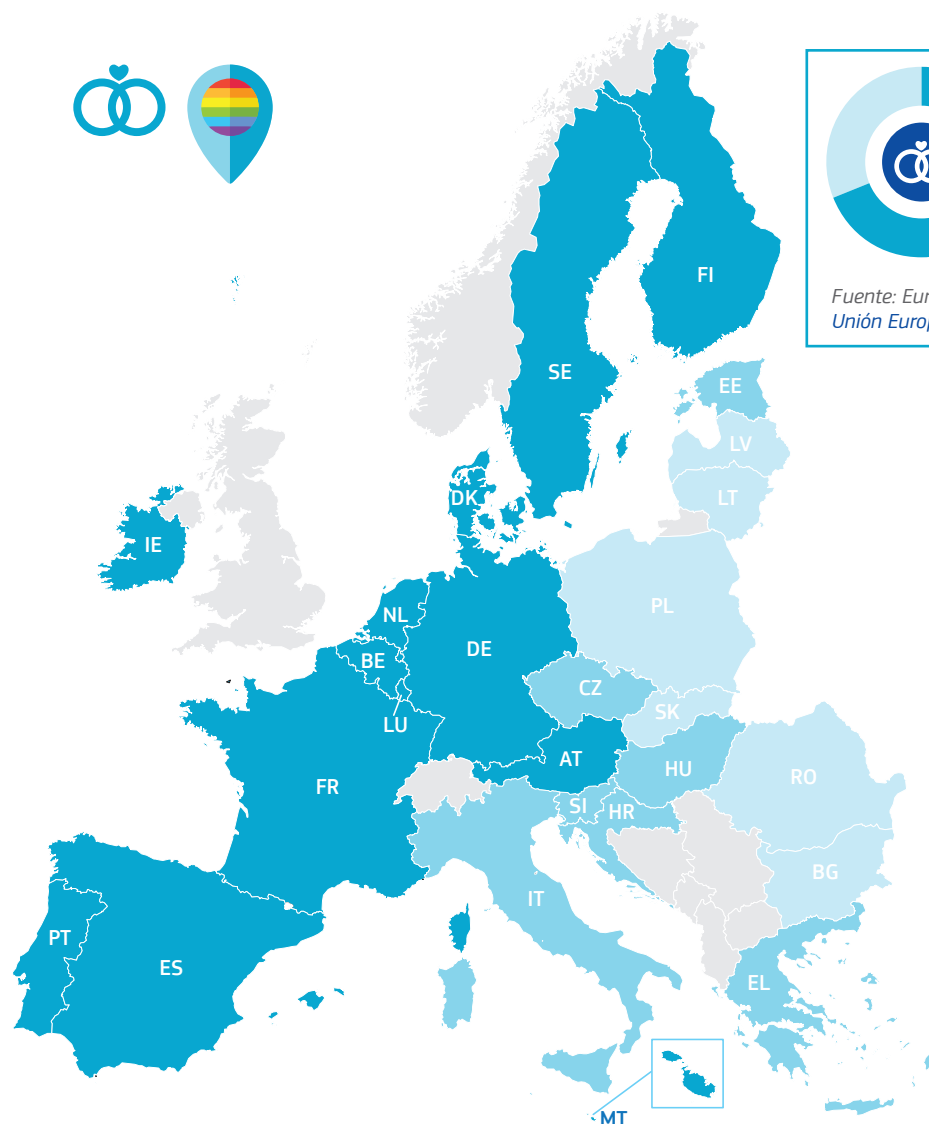 FI
Fuente: Eur
Unión Europ
SE
EE
LV
LT
DK
IE
PL
NL
DE
BE
CZ
LU
SK
AT
HU
FR
RO
SI
HR
BG
IT
PT
ES
EL
MT